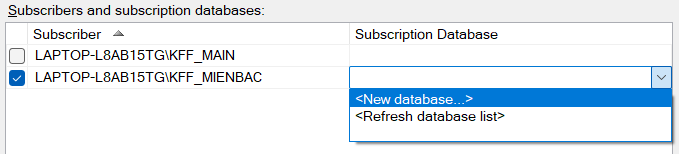 Subscribers and subscription databases:
Subscriber
Subscription Database
LAPTOP-L8AB15TG\KFF_MAIN
LAPTOP-L8AB15TG\KFF_MIENBAC
<New database...>
<Refresh database list>